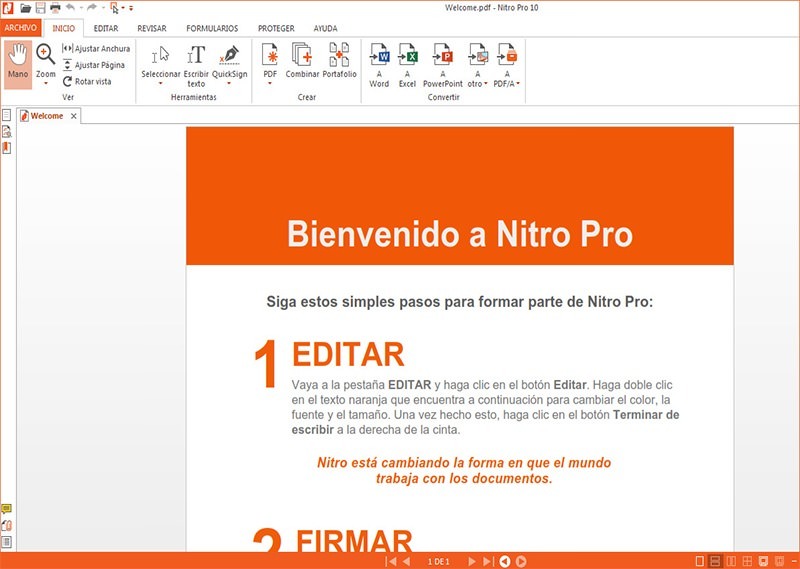 Welcome.pdf - Nitro Pro 10
ARCHIVO INICIO EDITAR REVISAR FORMULARIOS PROTEGER AYUDA
Mano
Zoom
Ajustar Anchura
Ajustar Página
Rotar vista
Ver
Seleccionar
Escribir
texto
QuickSign
Herramientas
PDF
Combinar
Portafolio
Crear
A
Word
A
Excel
A
PowerPoint
A
otro
A
PDF/A
Convertir
Welcome
Bienvenido a Nitro Pro
Siga estos simples pasos para formar parte de Nitro Pro:
1 EDITAR
Vaya a la pestaña EDITAR y haga clic en el botón Editar. Haga doble clic
en el texto naranja que encuentra a continuación para cambiar el color, la
fuente y el tamaño. Una vez hecho esto, haga clic en el botón Terminar de
escribir a la derecha de la cinta.
Nitro está cambiando la forma en que el mundo
trabaja con los documentos.
2 FIRMAR
1 DE 1